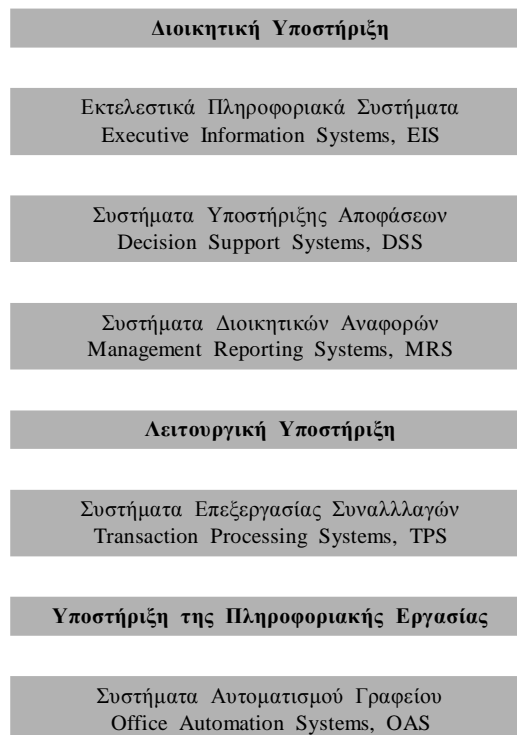 Διοικητική Υποστήριξη
Εκτελεστικά Πληροφοριακά Συστήματα
Executive Information Systems, EIS
Συστήματα Υποστήριξης Αποφάσεων
Decision Support Systems, DSS
Συστήματα Διοικητικών Αναφορών
Management Reporting Systems, MRS
Λειτουργική Υποστήριξη
Συστήματα Επεξεργασίας Συναλλλαγών
Transaction Processing Systems, TPS
Υποστήριξη της Πληροφοριακής Εργασίας
Συστήματα Αυτοματισμού Γραφείου
Office Automation Systems, OAS